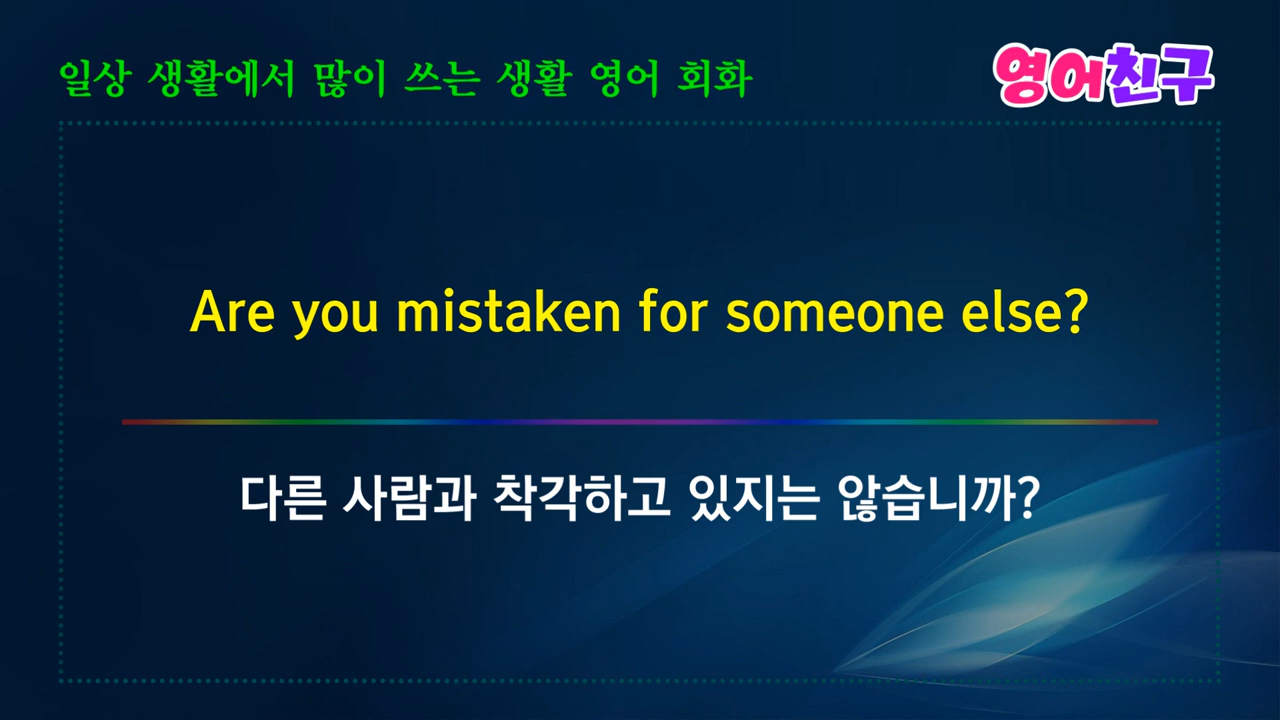 일상 생활에서 많이 쓰는 생활 영어 회화
영어친구
Are you mistaken for someone else?
다른 사람과 착각하고 있지는 않습니까?